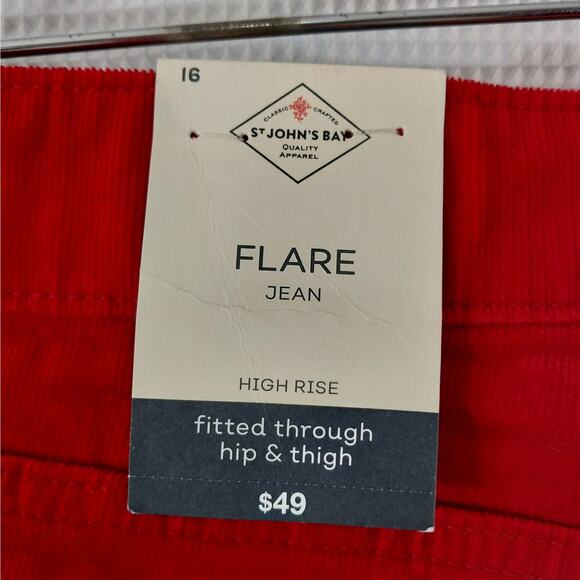 16
CLASSIC CRAFTED
ST JOHN'S BAY
QUALITY
APPAREL
FLARE
JEAN
HIGH RISE
fitted through
hip & thigh
$49